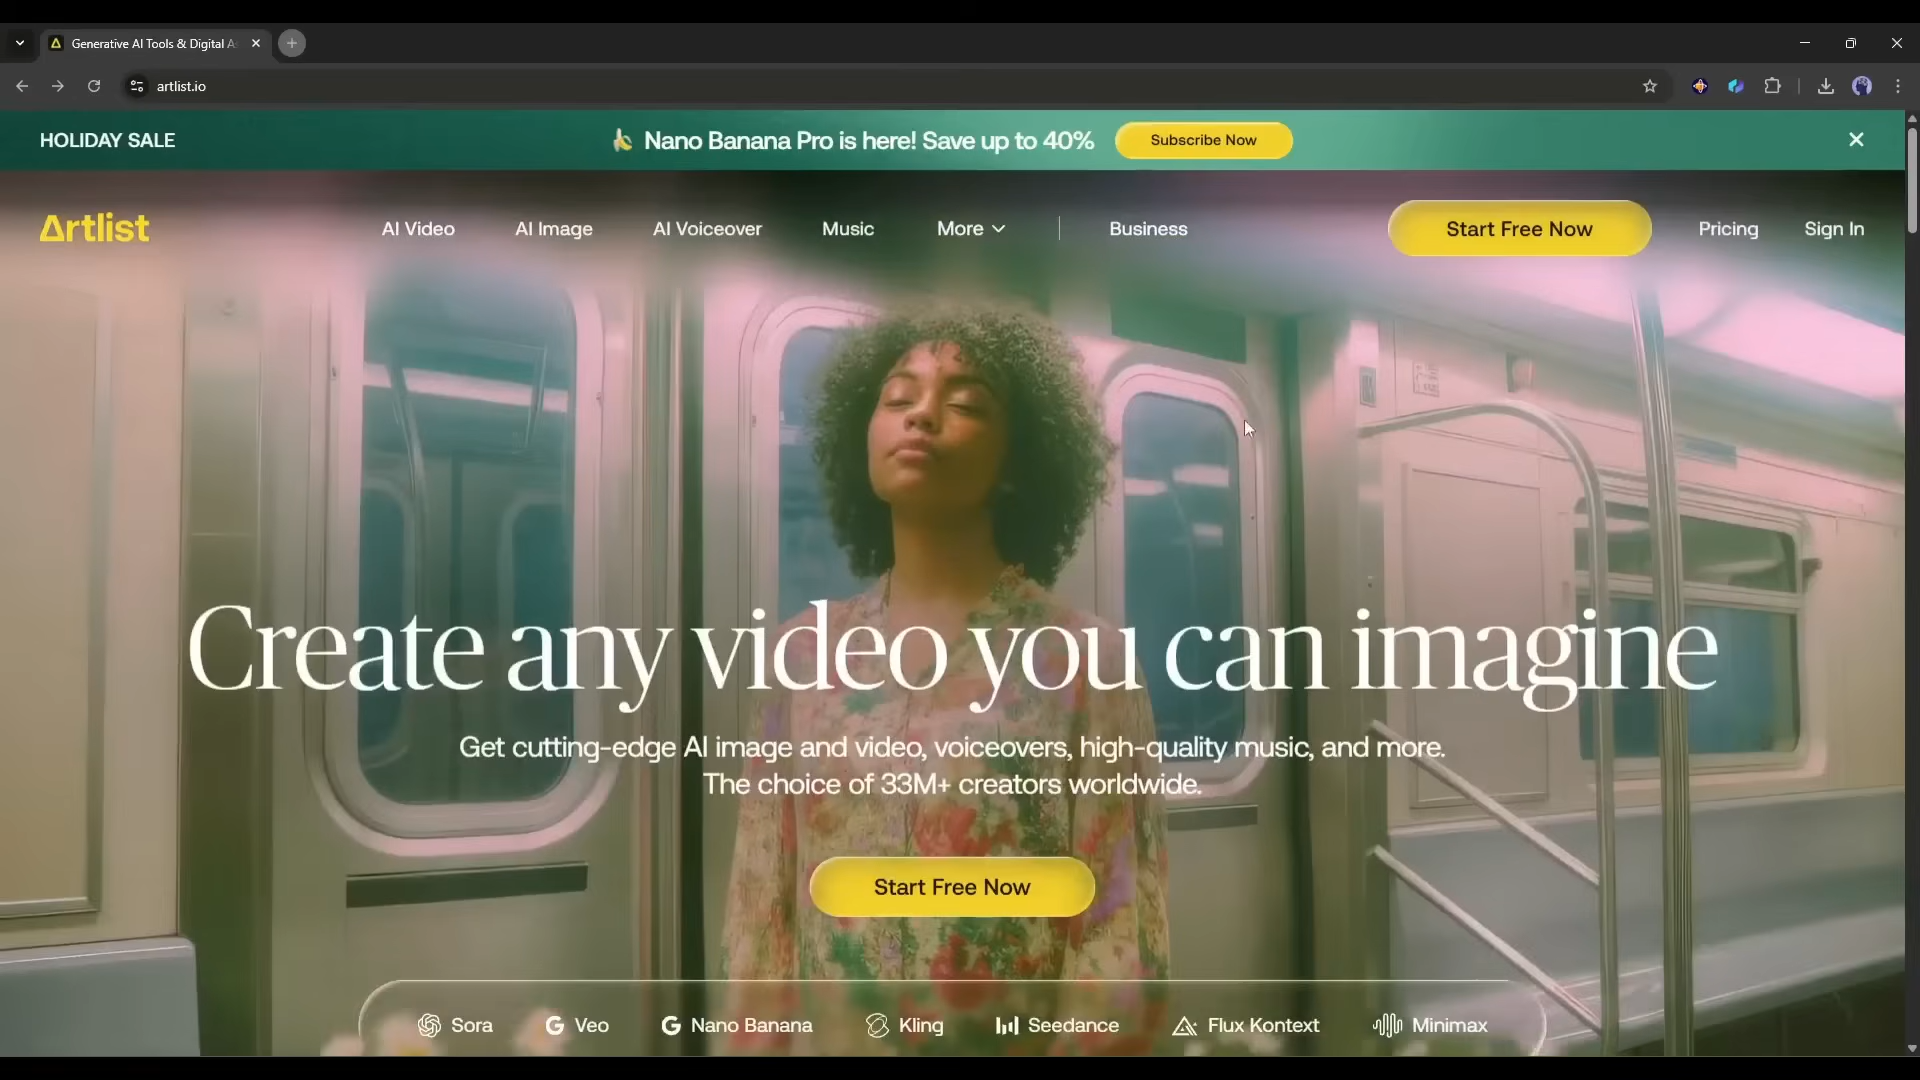 Generative AI Tools & Digital A
artlist.io
HOLIDAY SALE
Nano Banana Pro is here! Save up to 40%
Subscribe Now
Artlist
AI Video
AI Image
AI Voiceover
Music
More
Business
Start Free Now
Pricing
Sign In
Create any video you can imagine
Get cutting-edge AI image and video, voiceovers, high-quality music, and more.
The choice of 33M+ creators worldwide.
Start Free Now
Sora
Veo
Nano Banana
Kling
Seedance
Flux Kontext
Minimax